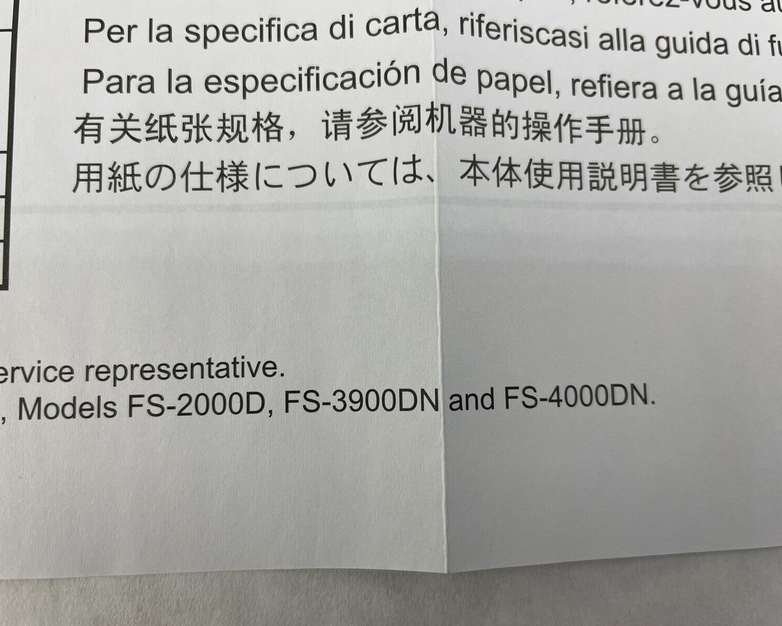 Per la specifica di carta, riferiscasi alla guida di
Para la especificación de papel, refiera a la guía
有关纸张规格，请参阅机器的操作手册。
用紙の仕様については、本体使用説明書を参照
service representative.
, Models FS-2000D, FS-3900DN and FS-4000DN.